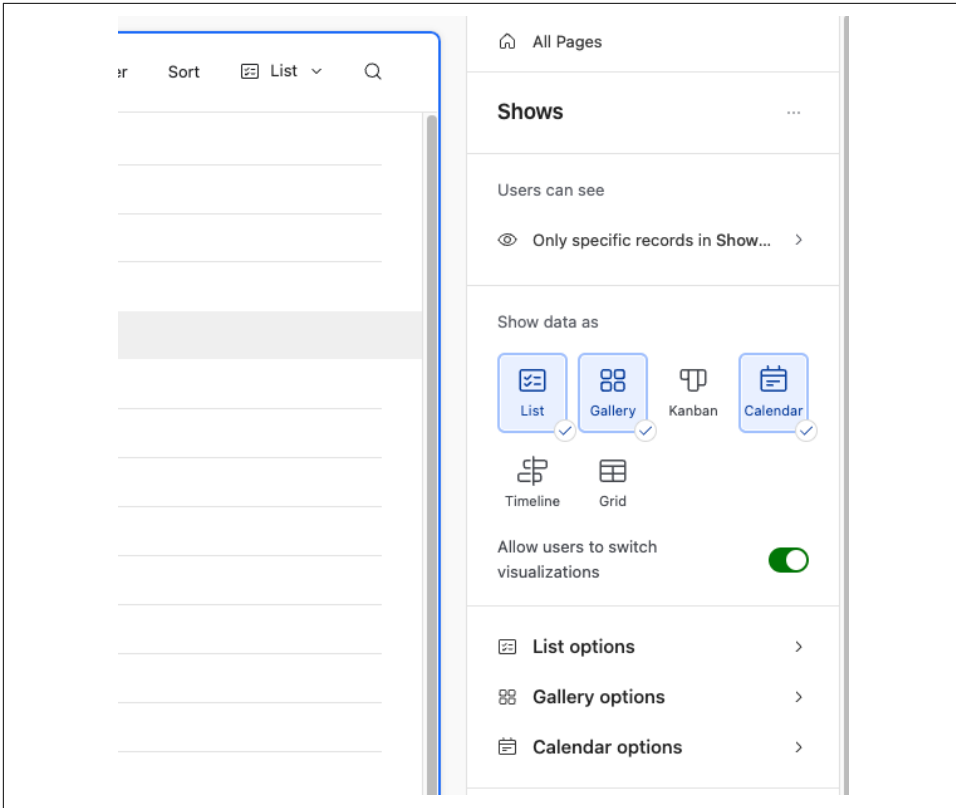 er Sort List
All Pages
Shows
Users can see
Only specific records in Show...
Show data as
List Gallery Kanban Calendar
Timeline Grid
Allow users to switch
visualizations
List options
Gallery options
Calendar options